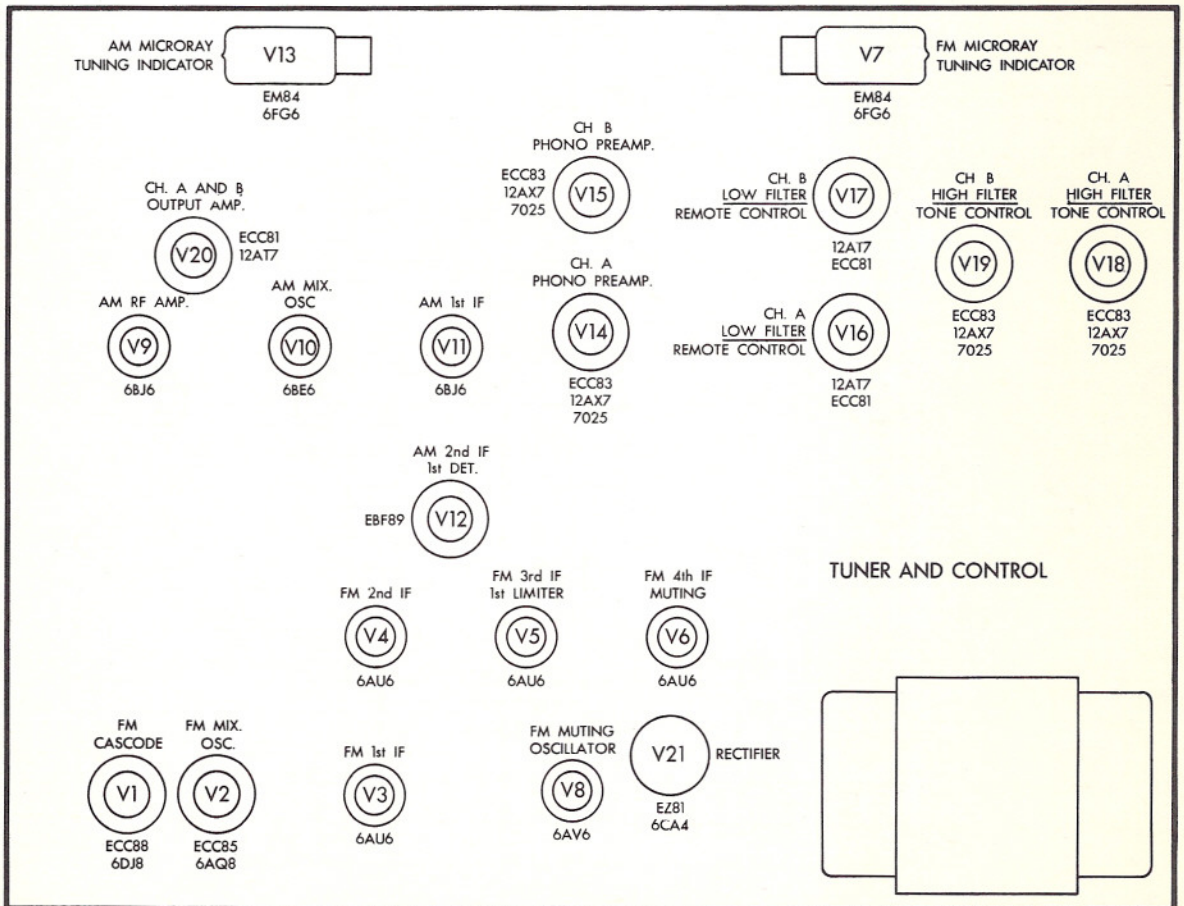 AM MICRORAY
TUNING INDICATOR
V13
EM84
6FG6
V7
FM MICRORAY
TUNING INDICATOR
EM84
6FG6
CH B
PHONO PREAMP.
ECC83
12AX7
7025
V15
CH. B
LOW FILTER
REMOTE CONTROL
V17
12AT7
ECC81
CH B
HIGH FILTER
TONE CONTROL
V19
ECC83
12AX7
7025
CH. A
HIGH FILTER
TONE CONTROL
V18
ECC83
12AX7
7025
CH. A AND B
OUTPUT AMP.
V20
ECC81
12AT7
AM RF AMP.
V9
6BJ6
AM MIX.
OSC
V10
6BE6
AM 1st IF
V11
6BJ6
CH. A
PHONO PREAMP.
V14
ECC83
12AX7
7025
CH. A
LOW FILTER
REMOTE CONTROL
V16
12AT7
ECC81
AM 2nd IF
1st DET.
EBF89
V12
TUNER AND CONTROL
FM 2nd IF
V4
6AU6
FM 3rd IF
1st LIMITER
V5
6AU6
FM 4th IF
MUTING
V6
6AU6
FM
CASCODE
V1
ECC88
6DJ8
FM MIX.
OSC.
V2
ECC85
6AQ8
FM 1st IF
V3
6AU6
FM MUTING
OSCILLATOR
V8
6AV6
V21
RECTIFIER
EZ81
6CA4